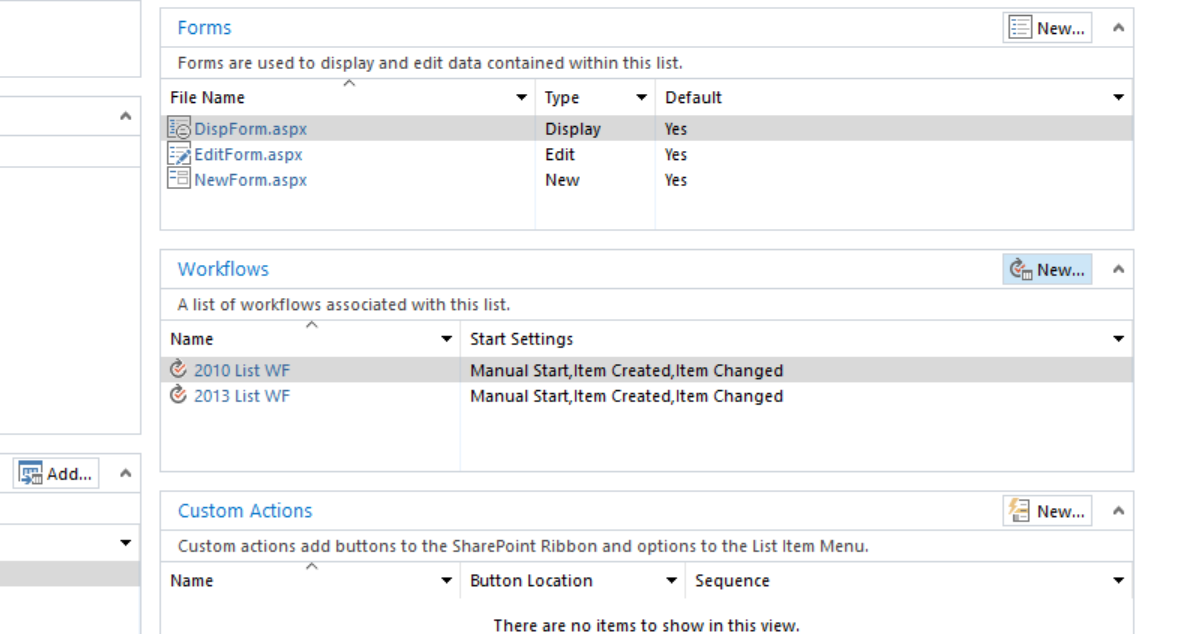 Forms
New...
Forms are used to display and edit data contained within this list.
File Name Type Default
DispForm.aspx Display Yes
EditForm.aspx Edit Yes
NewForm.aspx New Yes
Workflows
New...
A list of workflows associated with this list.
Name Start Settings
2010 List WF Manual Start,Item Created,Item Changed
2013 List WF Manual Start,Item Created,Item Changed
Add...
Custom Actions
New...
Custom actions add buttons to the SharePoint Ribbon and options to the List Item Menu.
Name Button Location Sequence
There are no items to show in this view.